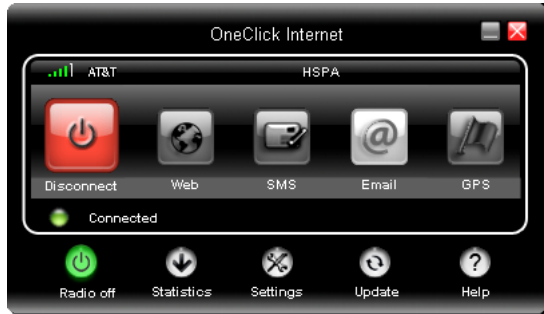 OneClick Internet
AT&T HSPA
Disconnect Web SMS Email GPS
Connected
Radio off Statistics Settings Update Help